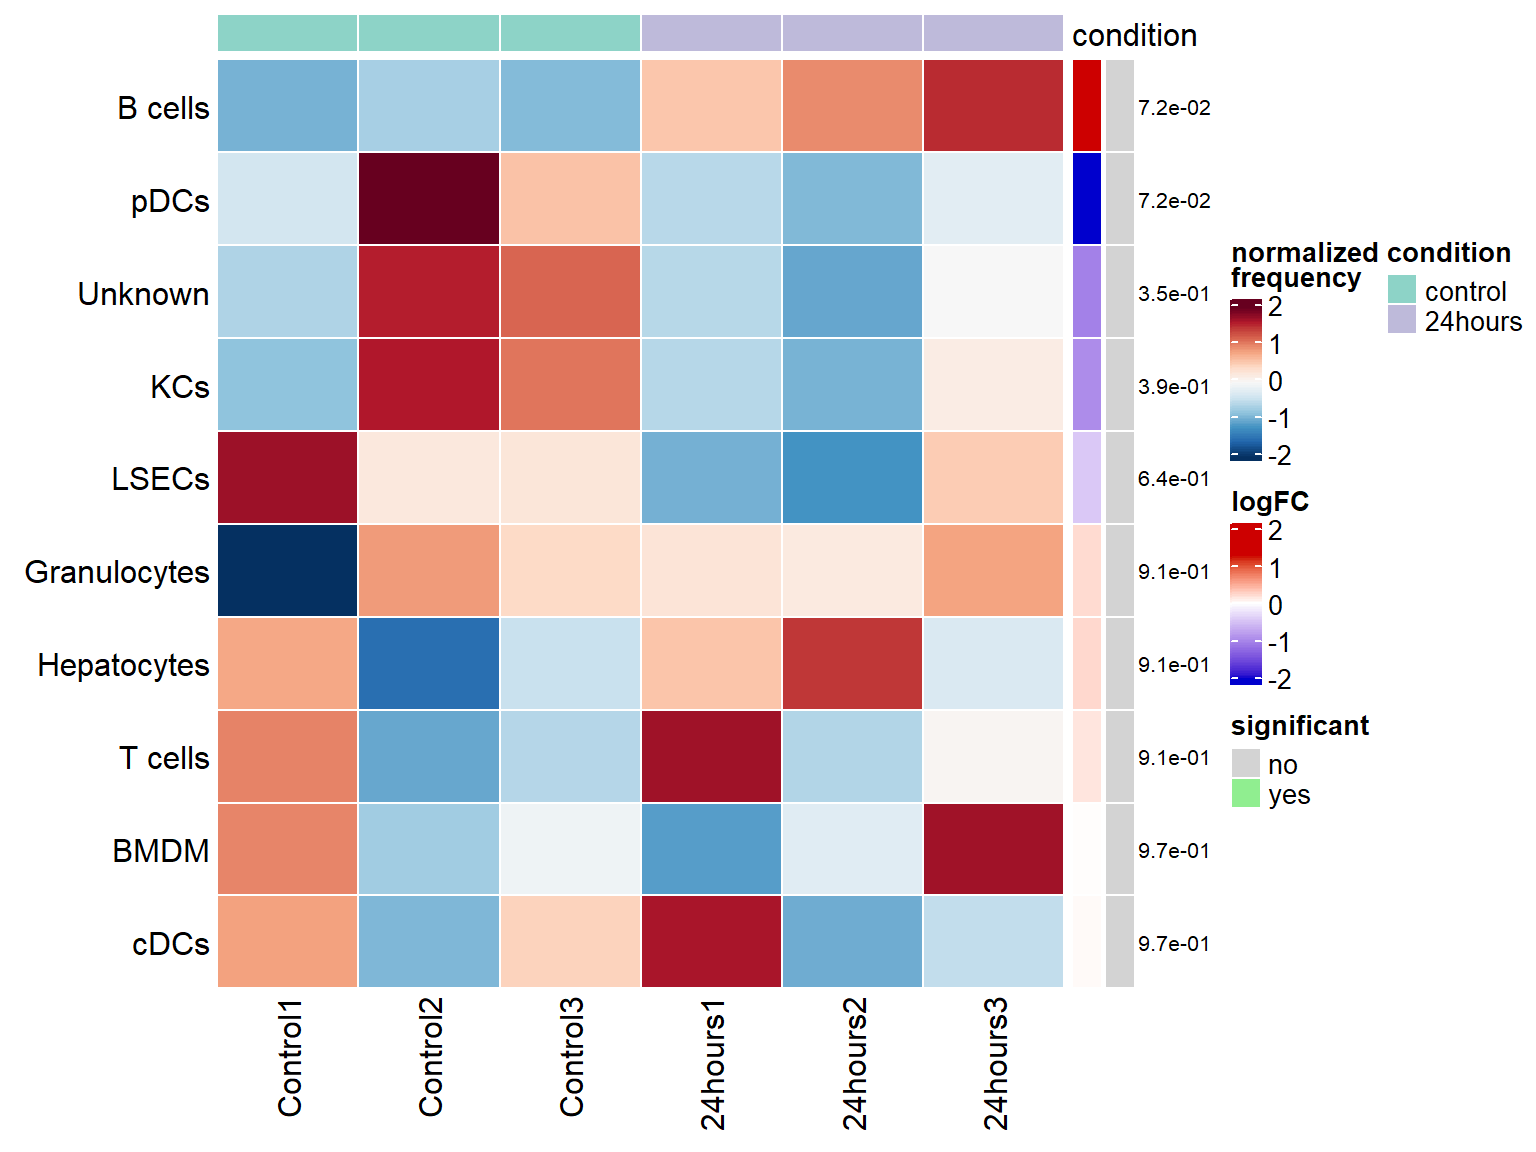 condition
B cells
7.2e-02
pDCs
7.2e-02
Unknown
3.5e-01
KCs
3.9e-01
LSECs
6.4e-01
Granulocytes
9.1e-01
Hepatocytes
9.1e-01
T cells
9.1e-01
BMDM
9.7e-01
cDCs
9.7e-01
Control1
Control2
Control3
24hours1
24hours2
24hours3
normalized
frequency
2
1
0
-1
-2
condition
control
24hours
logFC
2
1
0
-1
-2
significant
no
yes